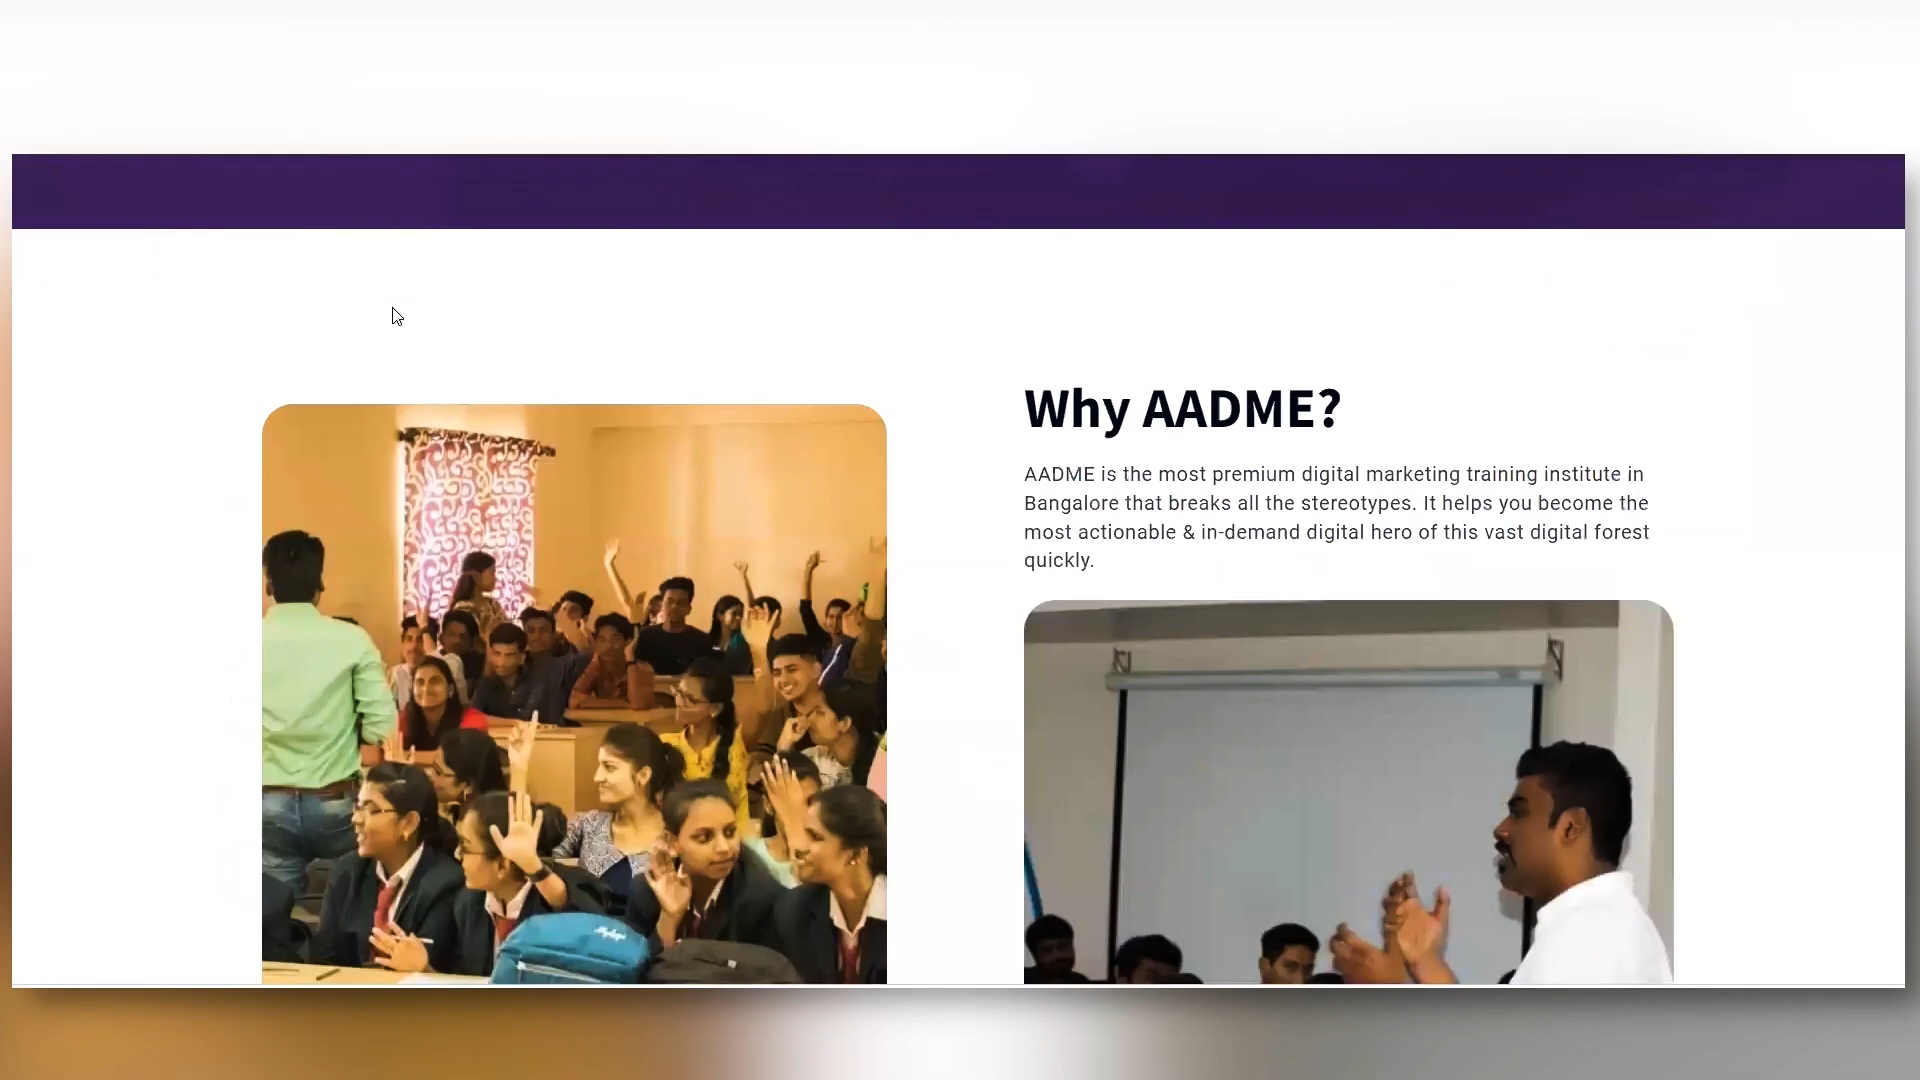 Why AADME?
AADME is the most premium digital marketing training institute in
Bangalore that breaks all the stereotypes. It helps you become the
most actionable & in-demand digital hero of this vast digital forest
quickly.